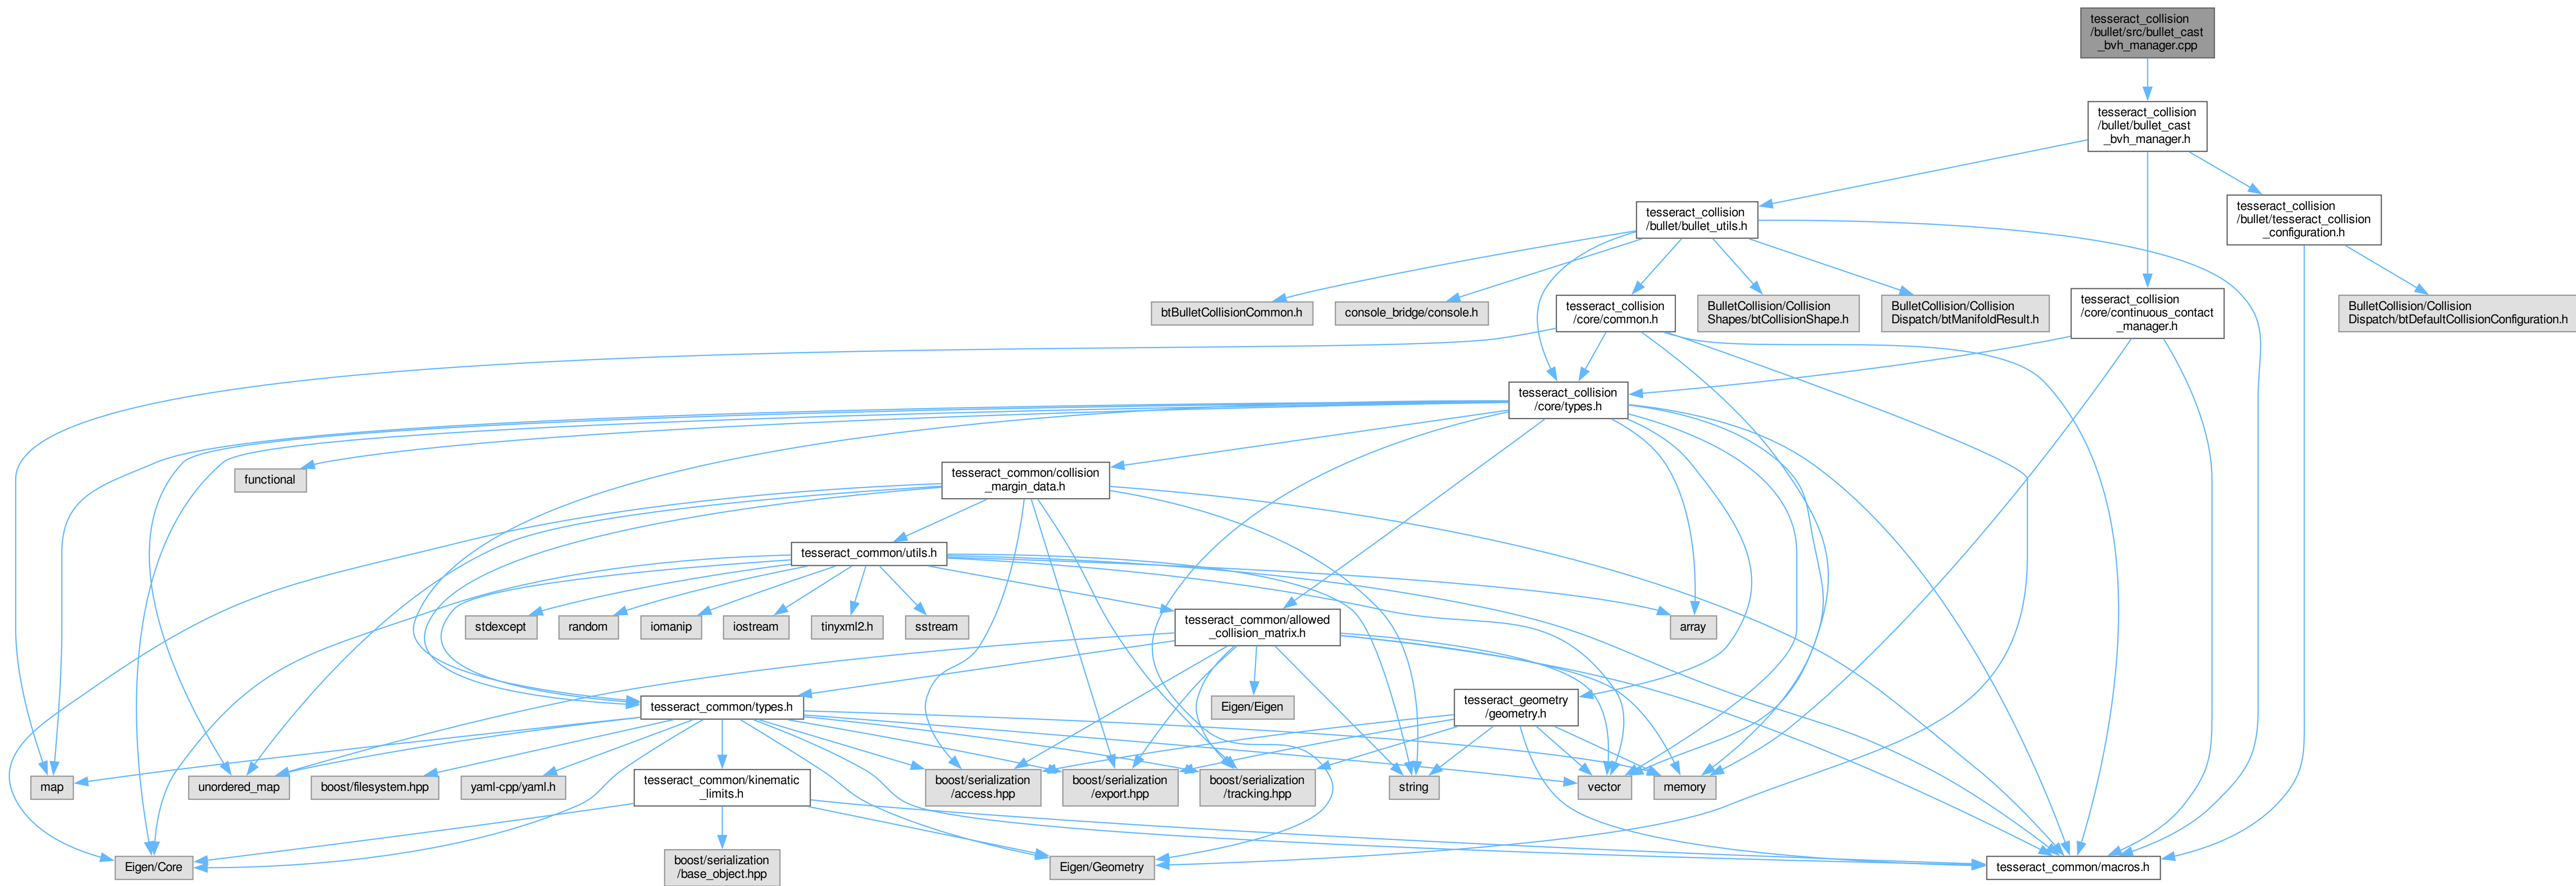 tesseract_collision
/bullet/src/bullet_cast
_bvh_manager.cpp
tesseract_collision
/bullet/bullet_cast
_bvh_manager.h
tesseract_collision
/bullet/bullet_utils.h
tesseract_collision
/bullet/tesseract_collision
_configuration.h
btBulletCollisionCommon.h
console_bridge/console.h
tesseract_collision
/core/common.h
BulletCollision/Collision
Shapes/btCollisionShape.h
BulletCollision/Collision
Dispatch/btManifoldResult.h
tesseract_collision
/core/continuous_contact
_manager.h
BulletCollision/Collision
Dispatch/btDefaultCollisionConfiguration.h
tesseract_collision
/core/types.h
functional
tesseract_common/collision
_margin_data.h
tesseract_common/utils.h
stdexcept
random
iomanip
iostream
tinyxml2.h
sstream
tesseract_common/allowed
_collision_matrix.h
array
tesseract_common/types.h
Eigen/Eigen
tesseract_geometry
/geometry.h
map
unordered_map
boost/filesystem.hpp
yaml-cpp/yaml.h
tesseract_common/kinematic
_limits.h
boost/serialization
/access.hpp
boost/serialization
/export.hpp
boost/serialization
/tracking.hpp
string
vector
memory
Eigen/Core
boost/serialization
/base_object.hpp
Eigen/Geometry
tesseract_common/macros.h